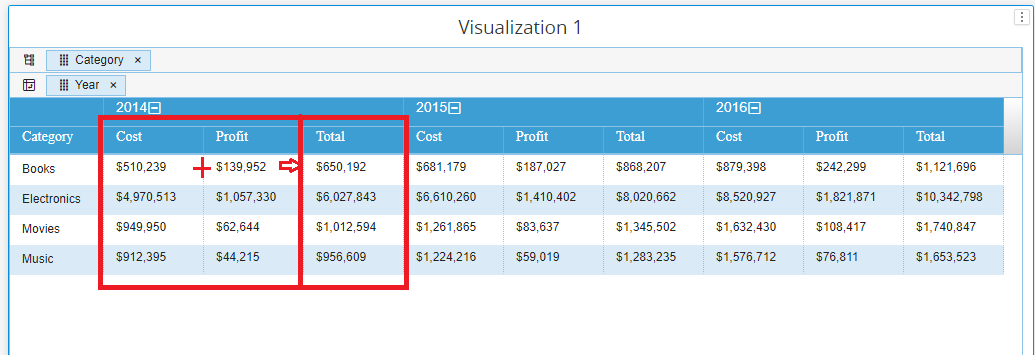 Visualization 1
Category ×
Year ×
2014 2015 2016
Category Cost Profit Total Cost Profit Total Cost Profit Total
Books $510,239 $139,952 $650,192 $681,179 $187,027 $868,207 $879,398 $242,299 $1,121,696
Electronics $4,970,513 $1,057,330 $6,027,843 $6,610,260 $1,410,402 $8,020,662 $8,520,927 $1,821,871 $10,342,798
Movies $949,950 $62,644 $1,012,594 $1,261,865 $83,637 $1,345,502 $1,632,430 $108,417 $1,740,847
Music $912,395 $44,215 $956,609 $1,224,216 $59,019 $1,283,235 $1,576,712 $76,811 $1,653,523